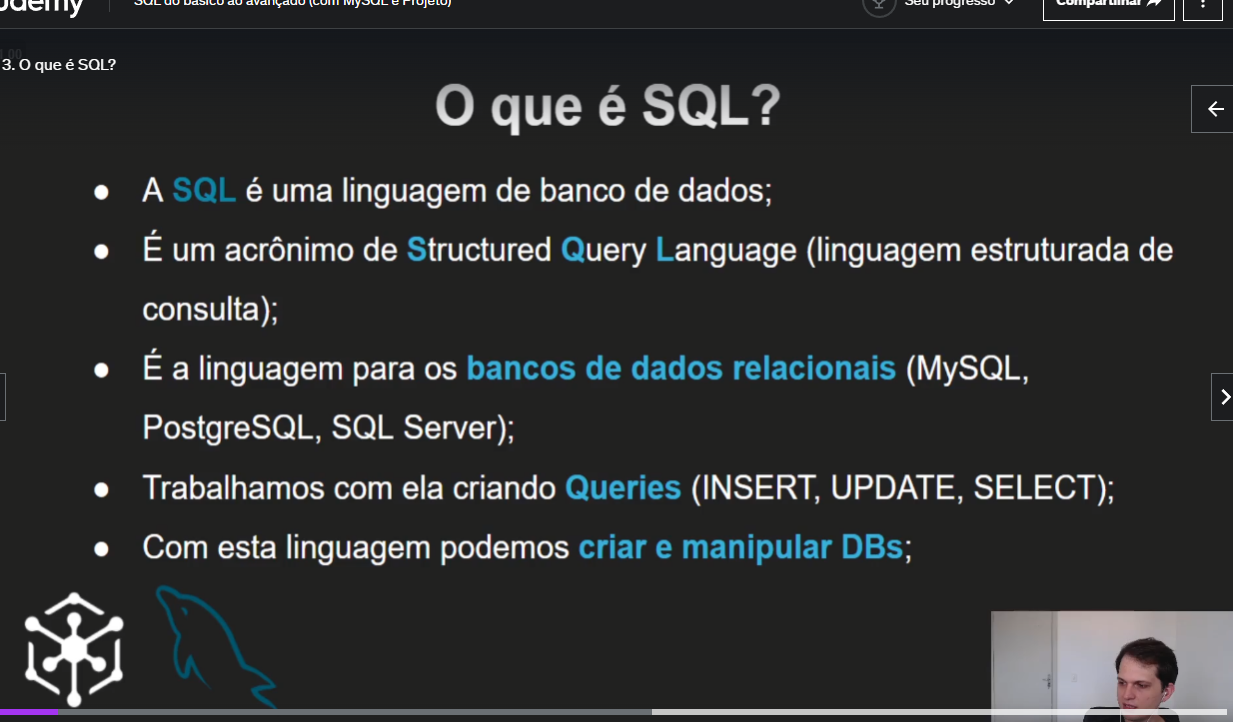 udemy
SQL do básico ao avançado (com MySQL e Projeto)
Seu progresso
Compartilhar
3. O que é SQL?
O que é SQL?
● A SQL é uma linguagem de banco de dados;
● É um acrônimo de Structured Query Language (linguagem estruturada de
consulta);
● É a linguagem para os bancos de dados relacionais (MySQL,
PostgreSQL, SQL Server);
● Trabalhamos com ela criando Queries (INSERT, UPDATE, SELECT);
● Com esta linguagem podemos criar e manipular DBs;